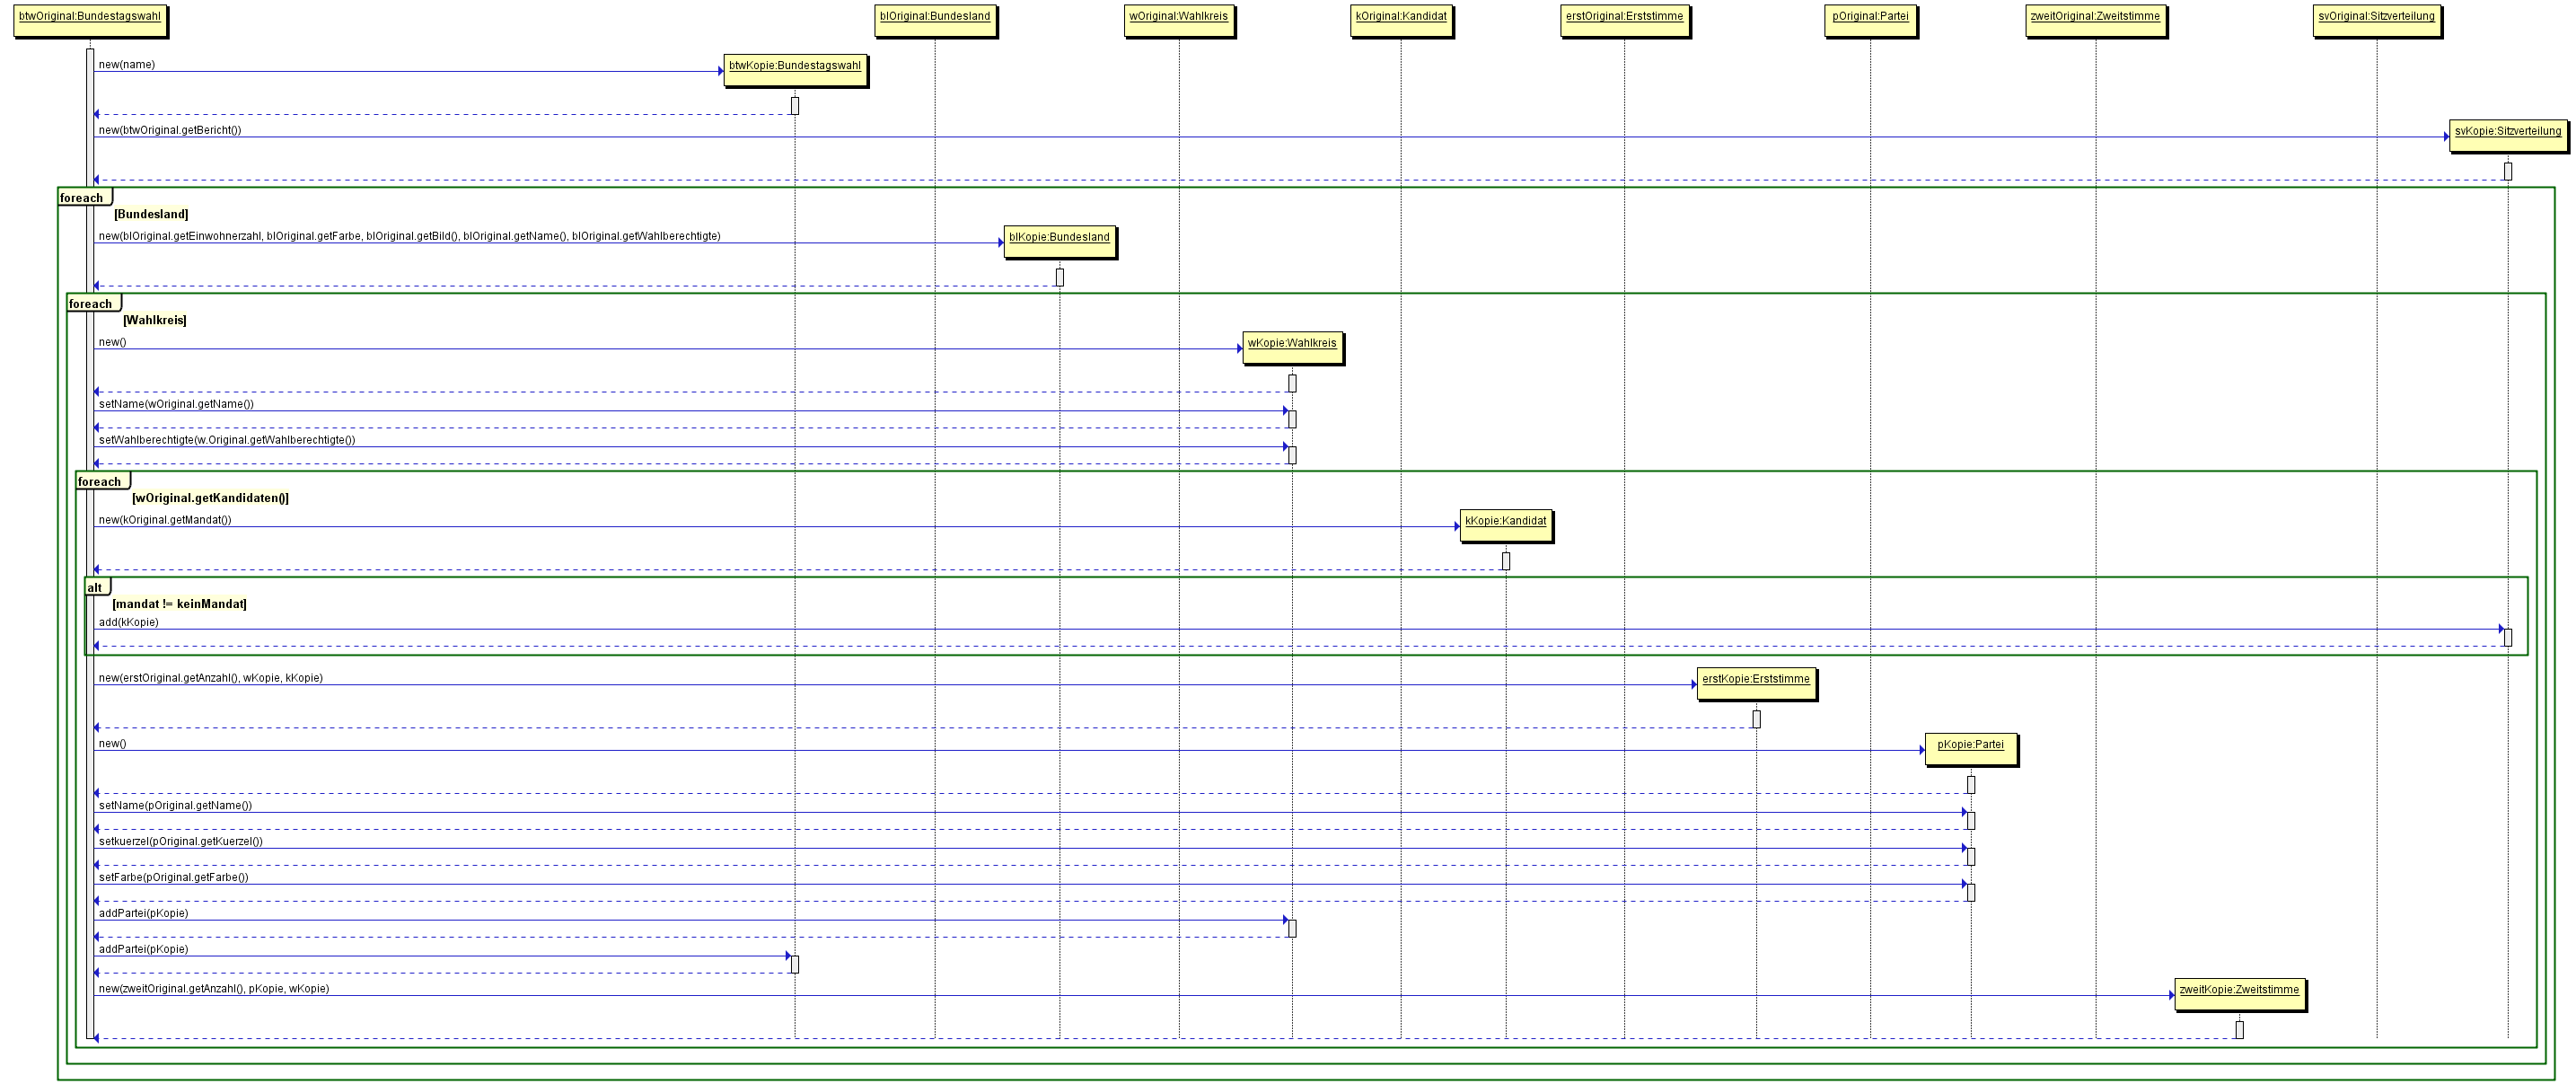 btwOriginal:Bundestagswahl
blOriginal:Bundesland
wOriginal:Wahlkreis
kOriginal:Kandidat
erstOriginal:Erststimme
pOriginal:Partei
zweitOriginal:Zweitstimme
svOriginal:Sitzverteilung
new(name)
btwKopie:Bundestagswahl
new(btwOriginal.getBericht())
svKopie:Sitzverteilung
foreach
[Bundesland]
new(blOriginal.getEinwohnerzahl, blOriginal.getFarbe, blOriginal.getBild(), blOriginal.getName(), blOriginal.getWahlberechtigte)
blKopie:Bundesland
foreach
[Wahlkreis]
new()
wKopie:Wahlkreis
setName(wOriginal.getName())
setWahlberechtigte(w.Original.getWahlberechtigte())
foreach
[wOriginal.getKandidaten()]
new(kOriginal.getMandat())
kKopie:Kandidat
alt
[mandat != keinMandat]
add(kKopie)
new(erstOriginal.getAnzahl(), wKopie, kKopie)
erstKopie:Erststimme
new()
pKopie:Partei
setName(pOriginal.getName())
setkuerzel(pOriginal.getKuerzel())
setFarbe(pOriginal.getFarbe())
addPartei(pKopie)
addPartei(pKopie)
new(zweitOriginal.getAnzahl(), pKopie, wKopie)
zweitKopie:Zweitstimme